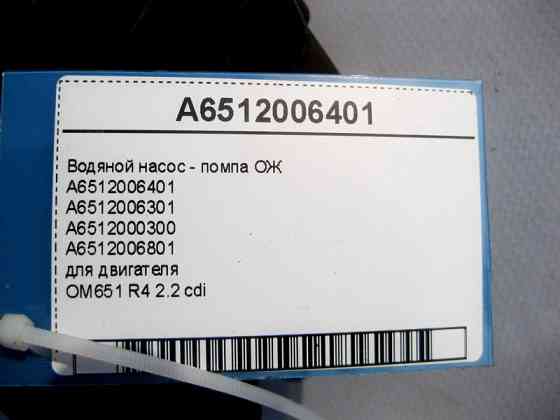 A6512006401
Водяной насос - помпа ОЖ
A6512006401
A6512006301
A6512000300
A6512006801
для двигателя
OM651 R4 2.2 cdi